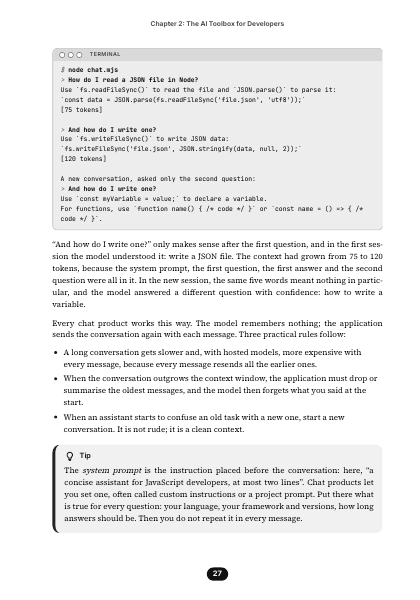 Chapter 2: The AI Toolbox for Developers
TERMINAL
$ node chat.mjs
> How do I read a JSON file in Node?
Use `fs.readFileSync()` to read the file and `JSON.parse()` to parse it:
`const data = JSON.parse(fs.readFileSync('file.json', 'utf8'));`
[75 tokens]
> And how do I write one?
Use `fs.writeFileSync()` to write JSON data:
`fs.writeFileSync('file.json', JSON.stringify(data, null, 2));`
[120 tokens]
A new conversation, asked only the second question:
> And how do I write one?
Use `const myVariable = value;` to declare a variable.
For functions, use `function name() { /* code */ }` or `const name = () => { /*
code */ }`.
“And how do I write one?” only makes sense after the first question, and in the first ses-
sion the model understood it: write a JSON file. The context had grown from 75 to 120
tokens, because the system prompt, the first question, the first answer and the second
question were all in it. In the new session, the same five words meant nothing in partic-
ular, and the model answered a different question with confidence: how to write a
variable.
Every chat product works this way. The model remembers nothing; the application
sends the conversation again with each message. Three practical rules follow:
• A long conversation gets slower and, with hosted models, more expensive with
every message, because every message resends all the earlier ones.
• When the conversation outgrows the context window, the application must drop or
summarise the oldest messages, and the model then forgets what you said at the
start.
• When an assistant starts to confuse an old task with a new one, start a new
conversation. It is not rude; it is a clean context.
Tip
The system prompt is the instruction placed before the conversation: here, “a
concise assistant for JavaScript developers, at most two lines”. Chat products let
you set one, often called custom instructions or a project prompt. Put there what
is true for every question: your language, your framework and versions, how long
answers should be. Then you do not repeat it in every message.
27